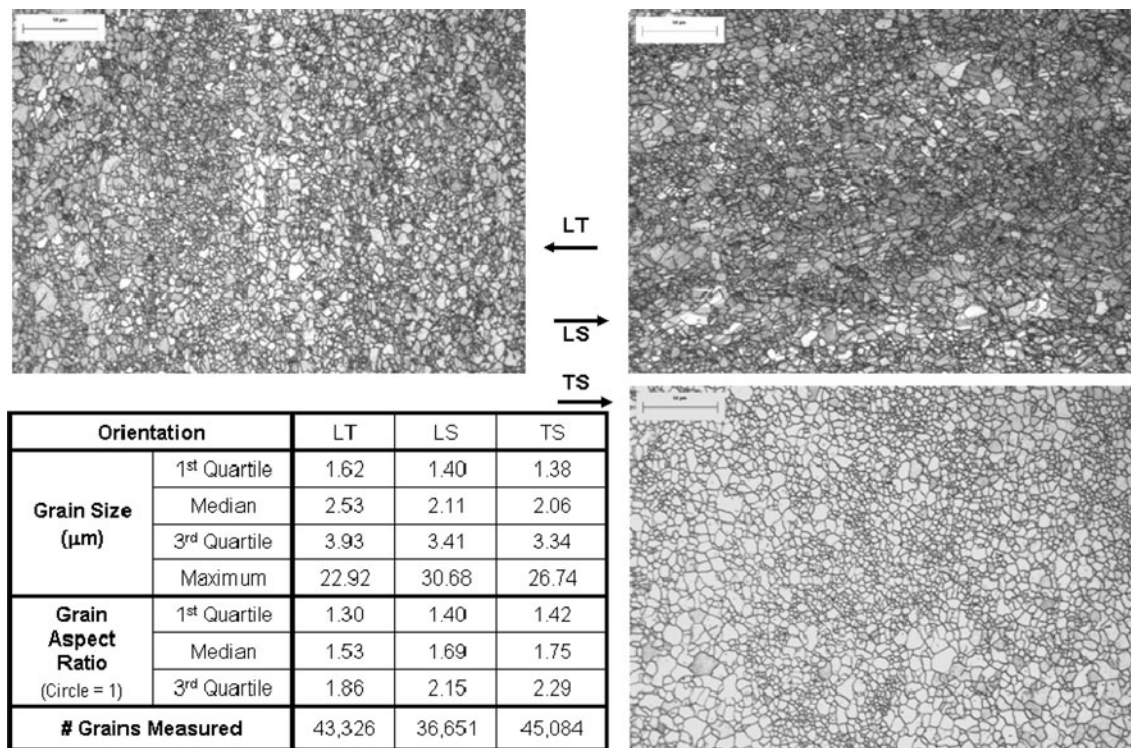 LT
LS
TS
Orientation LT LS TS
Grain Size (µm) 1st Quartile 1.62 1.40 1.38
Median 2.53 2.11 2.06
3rd Quartile 3.93 3.41 3.34
Maximum 22.92 30.68 26.74
Grain Aspect Ratio (Circle = 1) 1st Quartile 1.30 1.40 1.42
Median 1.53 1.69 1.75
3rd Quartile 1.86 2.15 2.29
# Grains Measured 43,326 36,651 45,084